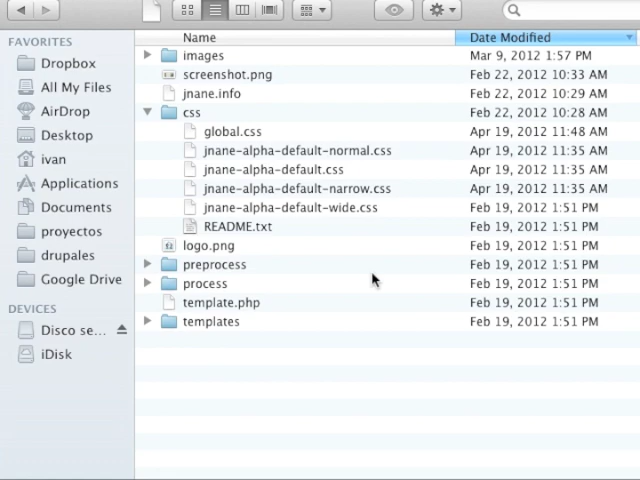 Name Date Modified
FAVORITES
Dropbox
All My Files
AirDrop
Desktop
ivan
Applications
Documents
proyectos
drupales
Google Drive
DEVICES
Disco se...
iDisk
images Mar 9, 2012 1:57 PM
screenshot.png Feb 22, 2012 10:33 AM
jnane.info Feb 22, 2012 10:29 AM
css Feb 22, 2012 10:28 AM
global.css Apr 19, 2012 11:48 AM
jnane-alpha-default-normal.css Apr 19, 2012 11:35 AM
jnane-alpha-default.css Apr 19, 2012 11:35 AM
jnane-alpha-default-narrow.css Apr 19, 2012 11:35 AM
jnane-alpha-default-wide.css Feb 19, 2012 1:51 PM
README.txt Feb 19, 2012 1:51 PM
logo.png Feb 19, 2012 1:51 PM
preprocess Feb 19, 2012 1:51 PM
process Feb 19, 2012 1:51 PM
template.php Feb 19, 2012 1:51 PM
templates Feb 19, 2012 1:51 PM